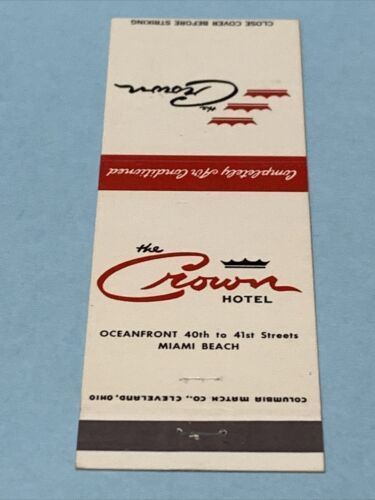 CLOSE COVER BEFORE STRIKING
the
Crown
Completely Air Conditioned
the
Crown
HOTEL
OCEANFRONT 40th to 41st Streets
MIAMI BEACH
COLUMBIA MATCH CO., CLEVELAND, OHIO